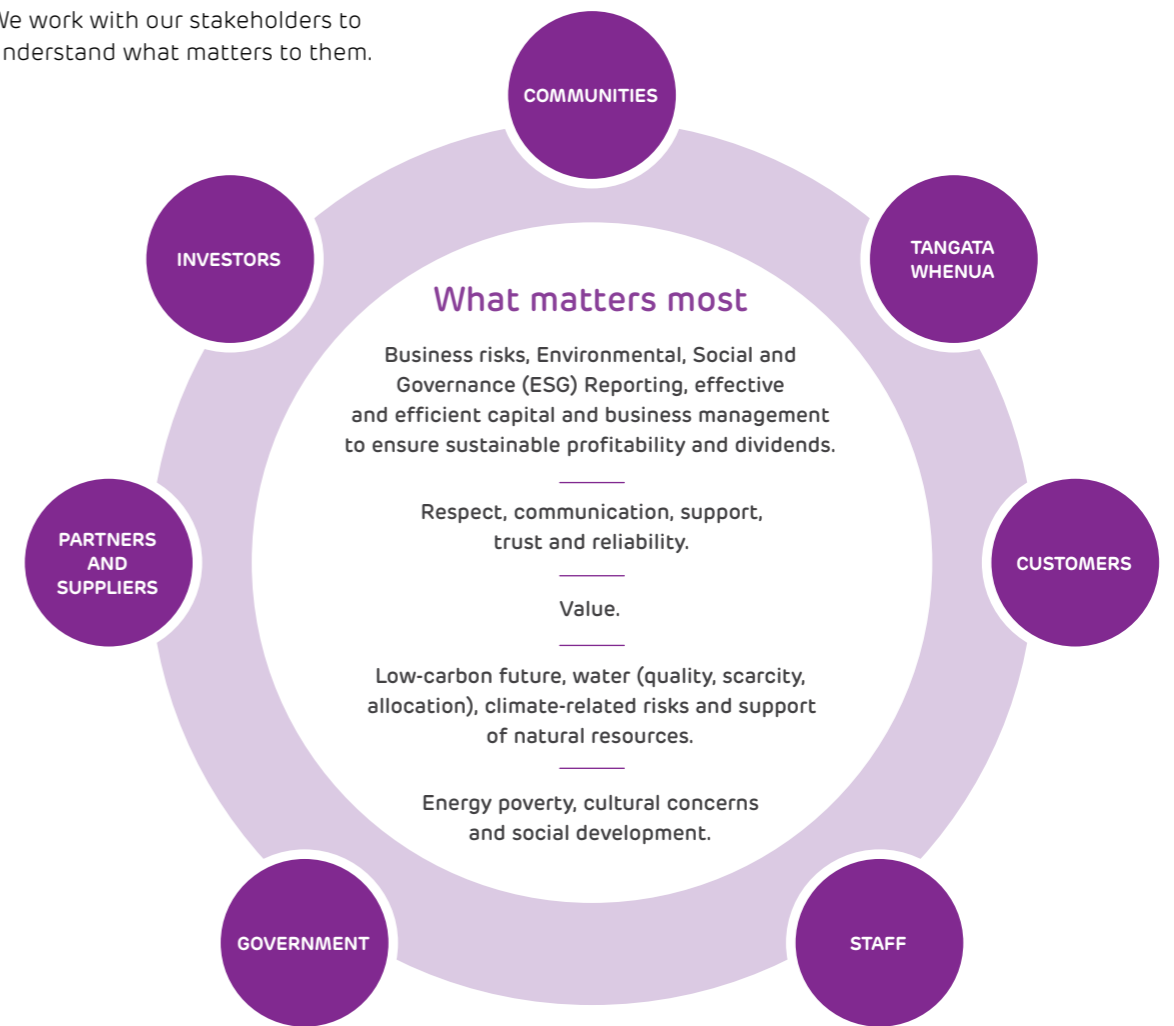 We work with our stakeholders to
understand what matters to them.
COMMUNITIES
INVESTORS
TANGATA
WHENUA
What matters most
Business risks, Environmental, Social and
Governance (ESG) Reporting, effective
and efficient capital and business management
to ensure sustainable profitability and dividends.
Respect, communication, support,
trust and reliability.
PARTNERS
AND
SUPPLIERS
CUSTOMERS
Value.
Low-carbon future, water (quality, scarcity,
allocation), climate-related risks and support
of natural resources.
Energy poverty, cultural concerns
and social development.
GOVERNMENT
STAFF